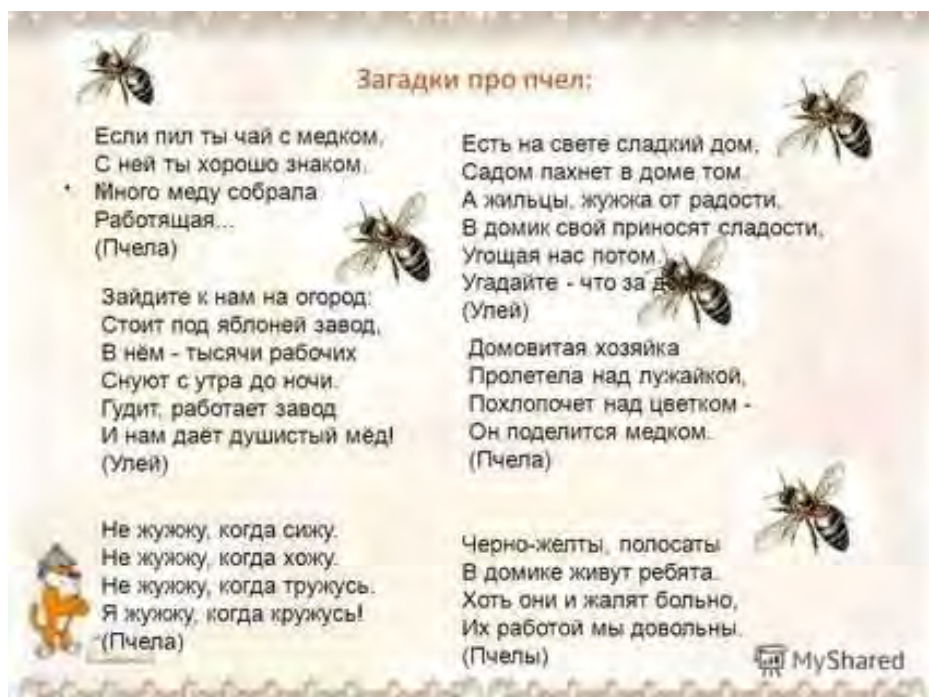 Загадки про пчел:
Если пил ты чай с медком,
С ней ты хорошо знаком.
Много меду собрала
Работящая...
(Пчела)
Зайдите к нам на огород:
Стоит под яблоней завод,
В нём - тысячи рабочих
Снуют с утра до ночи.
Гудит, работает завод
И нам даёт душистый мёд!
(Улей)
Не жужжу, когда сижу.
Не жужжу, когда хожу.
Не жужжу, когда тружусь.
Я жужжу, когда кружусь!
(Пчела)
Есть на свете сладкий дом,
Садом пахнет в доме том.
А жильцы, жужжа от радости,
В домик свой приносят сладости,
Угощая нас потом.
Угадайте - что за
(Улей)
Домовитая хозяйка
Пролетела над лужайкой,
Похлопочет над цветком -
Он поделится медком.
(Пчела)
Черно-желты, полосаты
В домике живут ребята.
Хоть они и жалят больно,
Их работой мы довольны.
(Пчелы)
MyShared